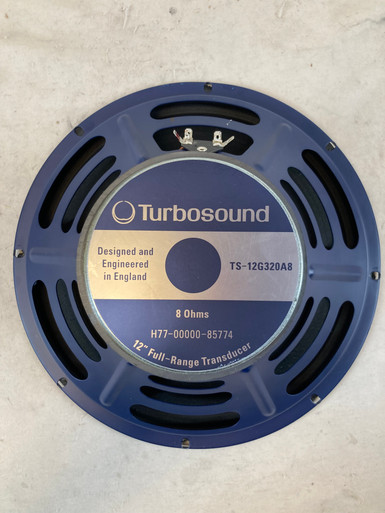 Turbosound
Designed and
Engineered
in England
TS-12G320A8
8 Ohms
H77-00000-85774
12" Full-Range Transducer